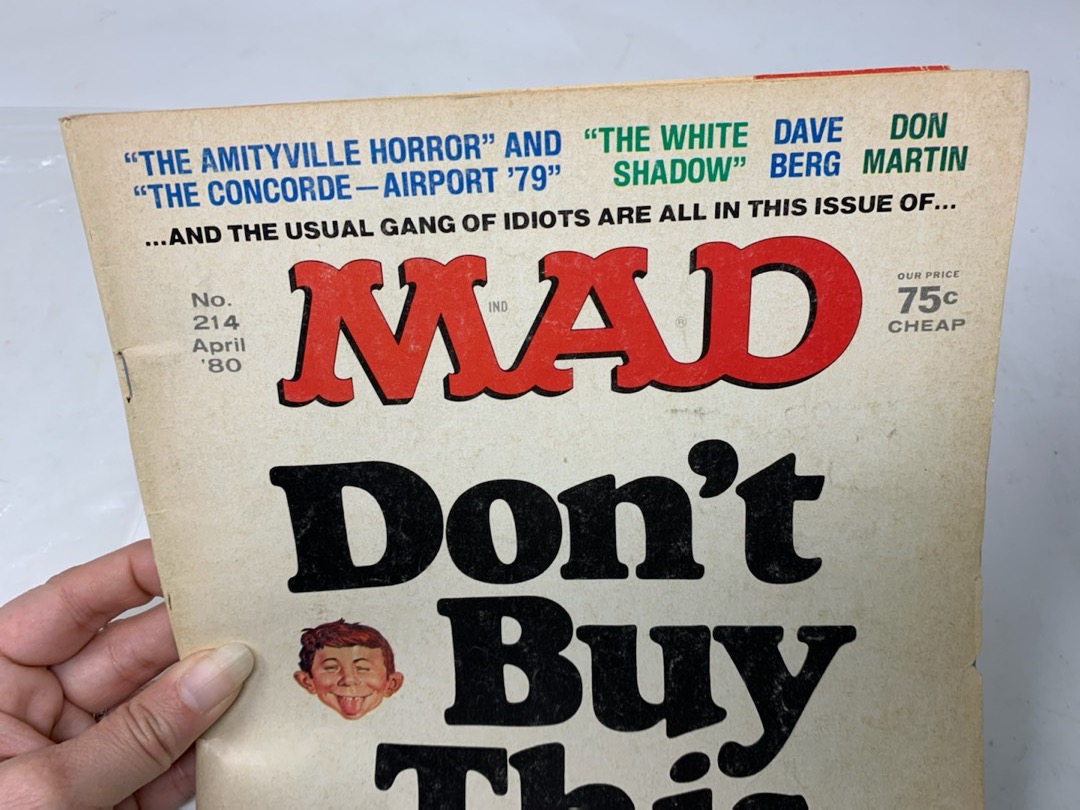 “THE AMITYVILLE HORROR” AND
“THE CONCORDE—AIRPORT ’79”
“THE WHITE
SHADOW”
DAVE
BERG
DON
MARTIN
...AND THE USUAL GANG OF IDIOTS ARE ALL IN THIS ISSUE OF...
No.
214
April
’80
MAD
IND
®
OUR PRICE
75c
CHEAP
Don’t
Buy
This